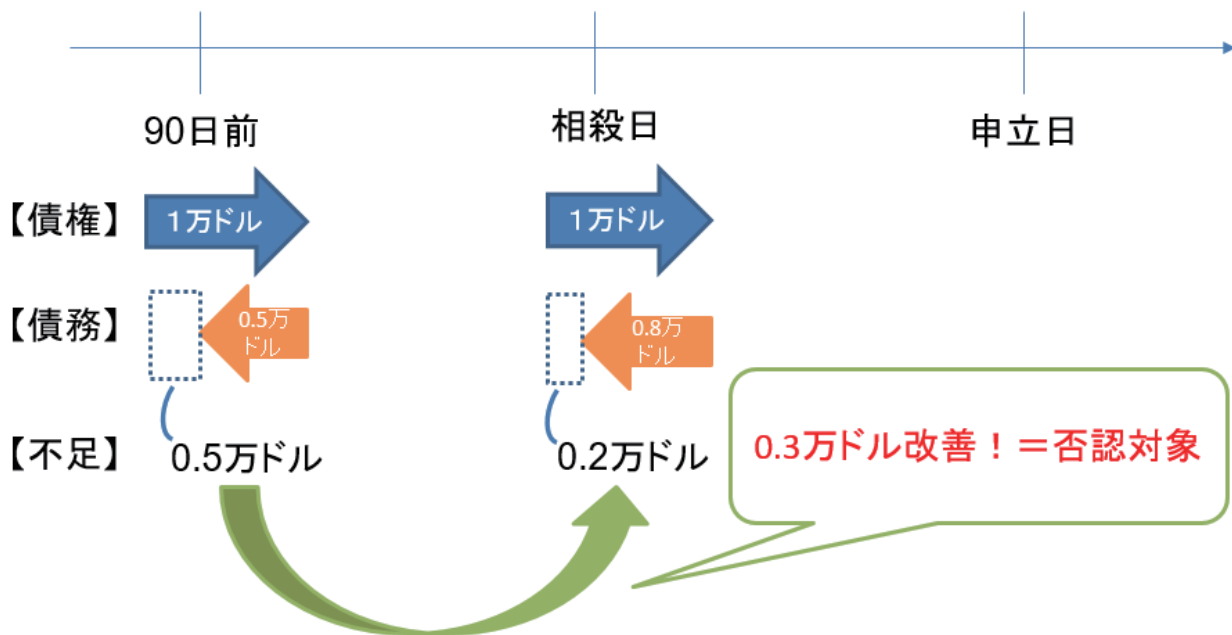 90日前
相殺日
申立日
【債権】
1万ドル
1万ドル
【債務】
0.5万
ドル
0.8万
ドル
【不足】
0.5万ドル
0.2万ドル
0.3万ドル改善！＝否認対象